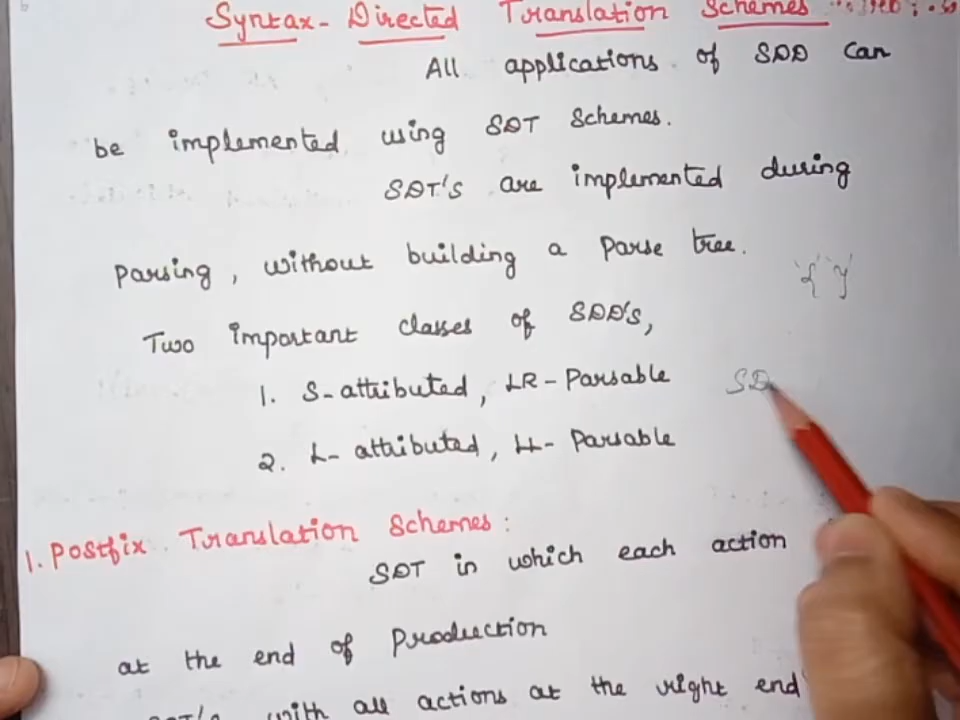 Syntax-Directed Translation Schemes
All applications of SDD can
be implemented using SDT Schemes.
SDT's are implemented during
Parsing, without building a Parse tree.
'{' '}'
Two important classes of SDD's,
1. S-attributed, LR-Parsable SD
2. L-attributed, LL-Parsable
1. Postfix Translation Schemes:
SDT in which each action
at the end of Production
SDT's with all actions at the right end